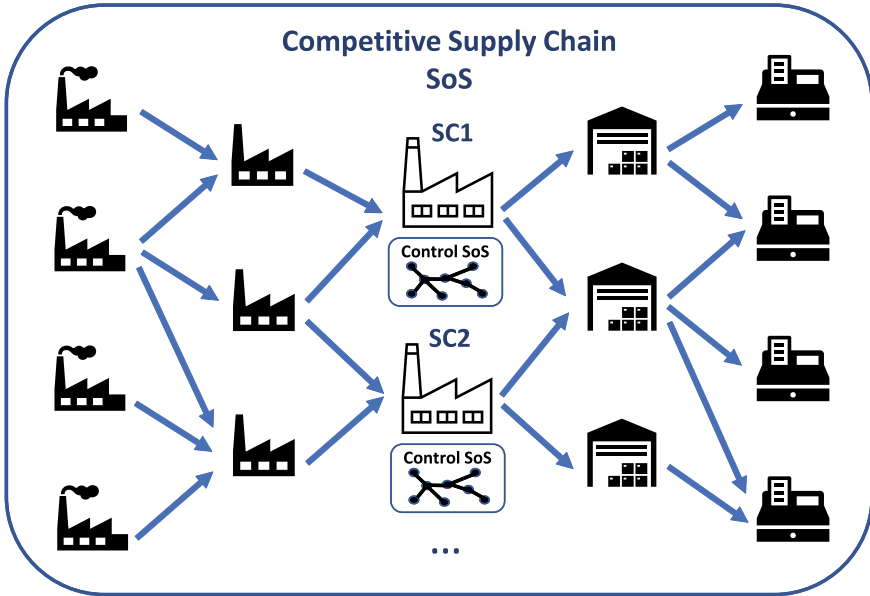 Competitive Supply Chain
SoS
SC1
Control SoS
SC2
Control SoS
...